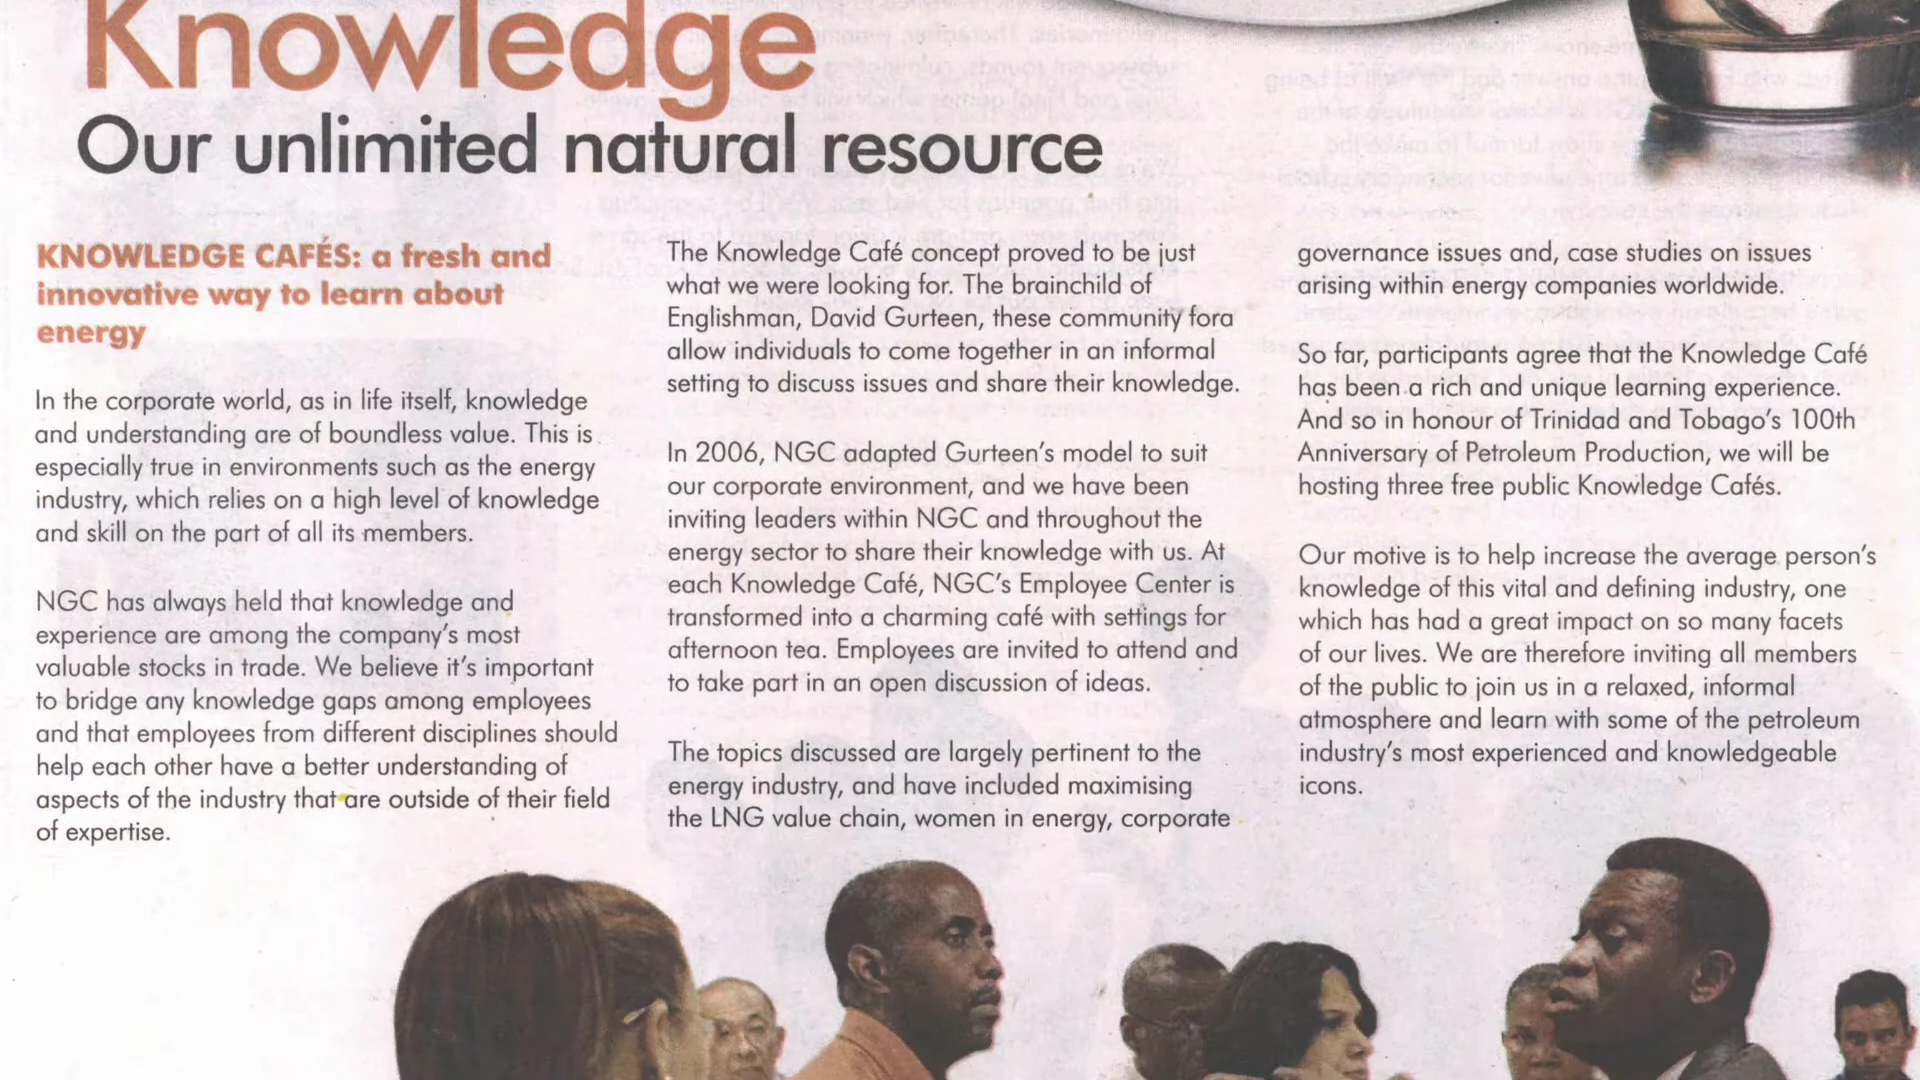 Knowledge
Our unlimited natural resource
KNOWLEDGE CAFÉS: a fresh and
innovative way to learn about
energy
In the corporate world, as in life itself, knowledge
and understanding are of boundless value. This is
especially true in environments such as the energy
industry, which relies on a high level of knowledge
and skill on the part of all its members.
NGC has always held that knowledge and
experience are among the company's most
valuable stocks in trade. We believe it's important
to bridge any knowledge gaps among employees
and that employees from different disciplines should
help each other have a better understanding of
aspects of the industry that are outside of their field
of expertise.
The Knowledge Café concept proved to be just
what we were looking for. The brainchild of
Englishman, David Gurteen, these community fora
allow individuals to come together in an informal
setting to discuss issues and share their knowledge.
In 2006, NGC adapted Gurteen's model to suit
our corporate environment, and we have been
inviting leaders within NGC and throughout the
energy sector to share their knowledge with us. At
each Knowledge Café, NGC's Employee Center is
transformed into a charming café with settings for
afternoon tea. Employees are invited to attend and
to take part in an open discussion of ideas.
The topics discussed are largely pertinent to the
energy industry, and have included maximising
the LNG value chain, women in energy, corporate
governance issues and, case studies on issues
arising within energy companies worldwide.
So far, participants agree that the Knowledge Café
has been a rich and unique learning experience.
And so in honour of Trinidad and Tobago's 100th
Anniversary of Petroleum Production, we will be
hosting three free public Knowledge Cafés.
Our motive is to help increase the average person's
knowledge of this vital and defining industry, one
which has had a great impact on so many facets
of our lives. We are therefore inviting all members
of the public to join us in a relaxed, informal
atmosphere and learn with some of the petroleum
industry's most experienced and knowledgeable
icons.